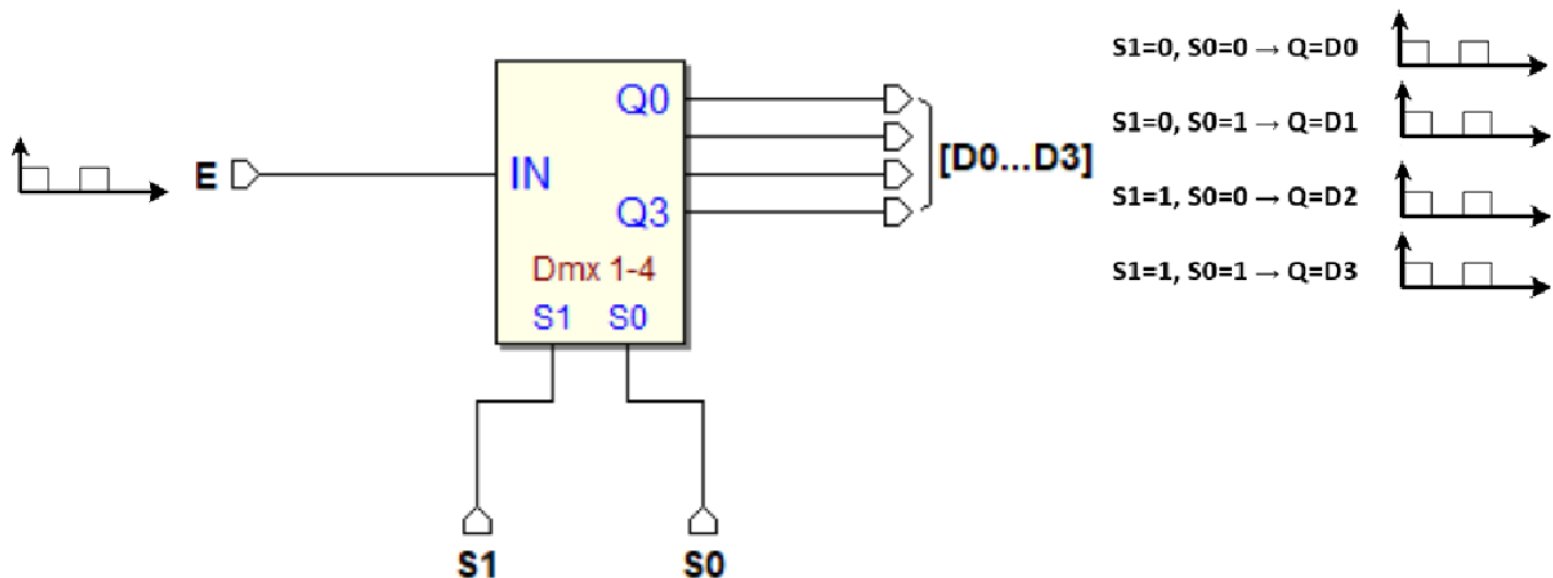 S1=0, S0=0 → Q=D0
Q0
S1=0, S0=1 → Q=D1
[D0...D3]
E
IN
S1=1, S0=0 → Q=D2
Q3
Dmx 1-4
S1=1, S0=1 → Q=D3
S1 S0
S1 S0